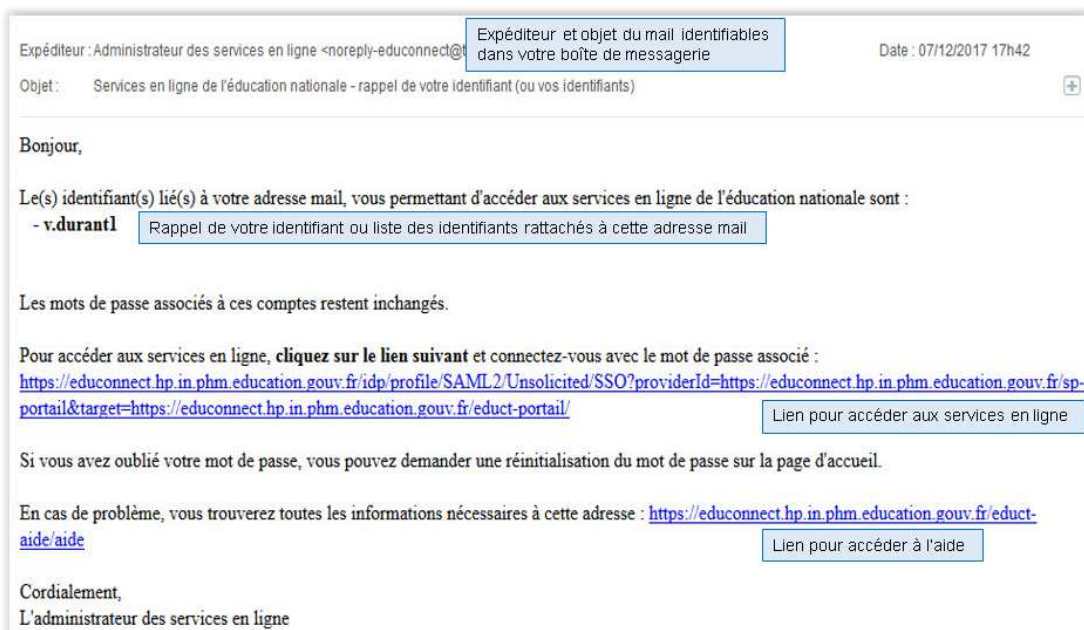 Expéditeur : Administrateur des services en ligne <noreply-educonnect@
Expéditeur et objet du mail identifiables
dans votre boîte de messagerie
Date : 07/12/2017 17h42
Objet : Services en ligne de l'éducation nationale - rappel de votre identifiant (ou vos identifiants)
Bonjour,
Le(s) identifiant(s) lié(s) à votre adresse mail, vous permettant d'accéder aux services en ligne de l'éducation nationale sont :
- v.durant1
Rappel de votre identifiant ou liste des identifiants rattachés à cette adresse mail
Les mots de passe associés à ces comptes restent inchangés.
Pour accéder aux services en ligne, cliquez sur le lien suivant et connectez-vous avec le mot de passe associé :
https://educonnect.hp.in.phm.education.gouv.fr/idp/profile/SAML2/Unsolicited/SSO?providerId=https://educonnect.hp.in.phm.education.gouv.fr/sp-
portail&target=https://educonnect.hp.in.phm.education.gouv.fr/educt-portail/
Lien pour accéder aux services en ligne
Si vous avez oublié votre mot de passe, vous pouvez demander une réinitialisation du mot de passe sur la page d'accueil.
En cas de problème, vous trouverez toutes les informations nécessaires à cette adresse : https://educonnect.hp.in.phm.education.gouv.fr/educt-
aide/aide
Lien pour accéder à l'aide
Cordialement,
L'administrateur des services en ligne